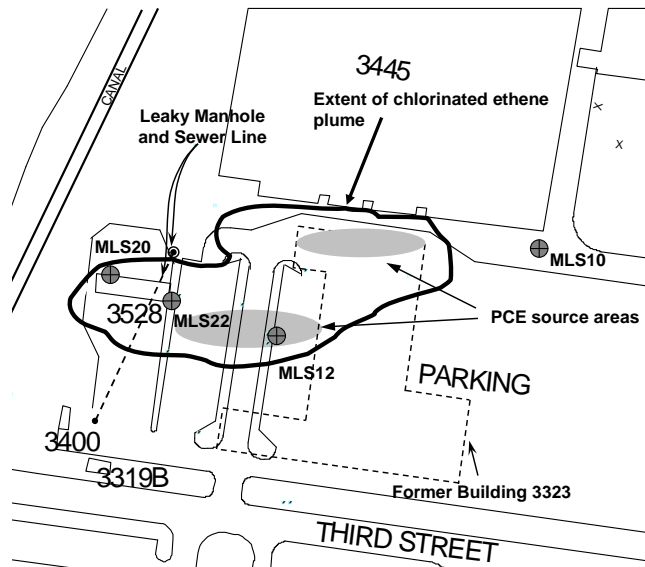 3445
CANAL
Extent of chlorinated ethene
plume
Leaky Manhole
and Sewer Line
x
x
MLS20
MLS10
3528
MLS22
PCE source areas
MLS12
PARKING
3400
3319B
Former Building 3323
THIRD STREET